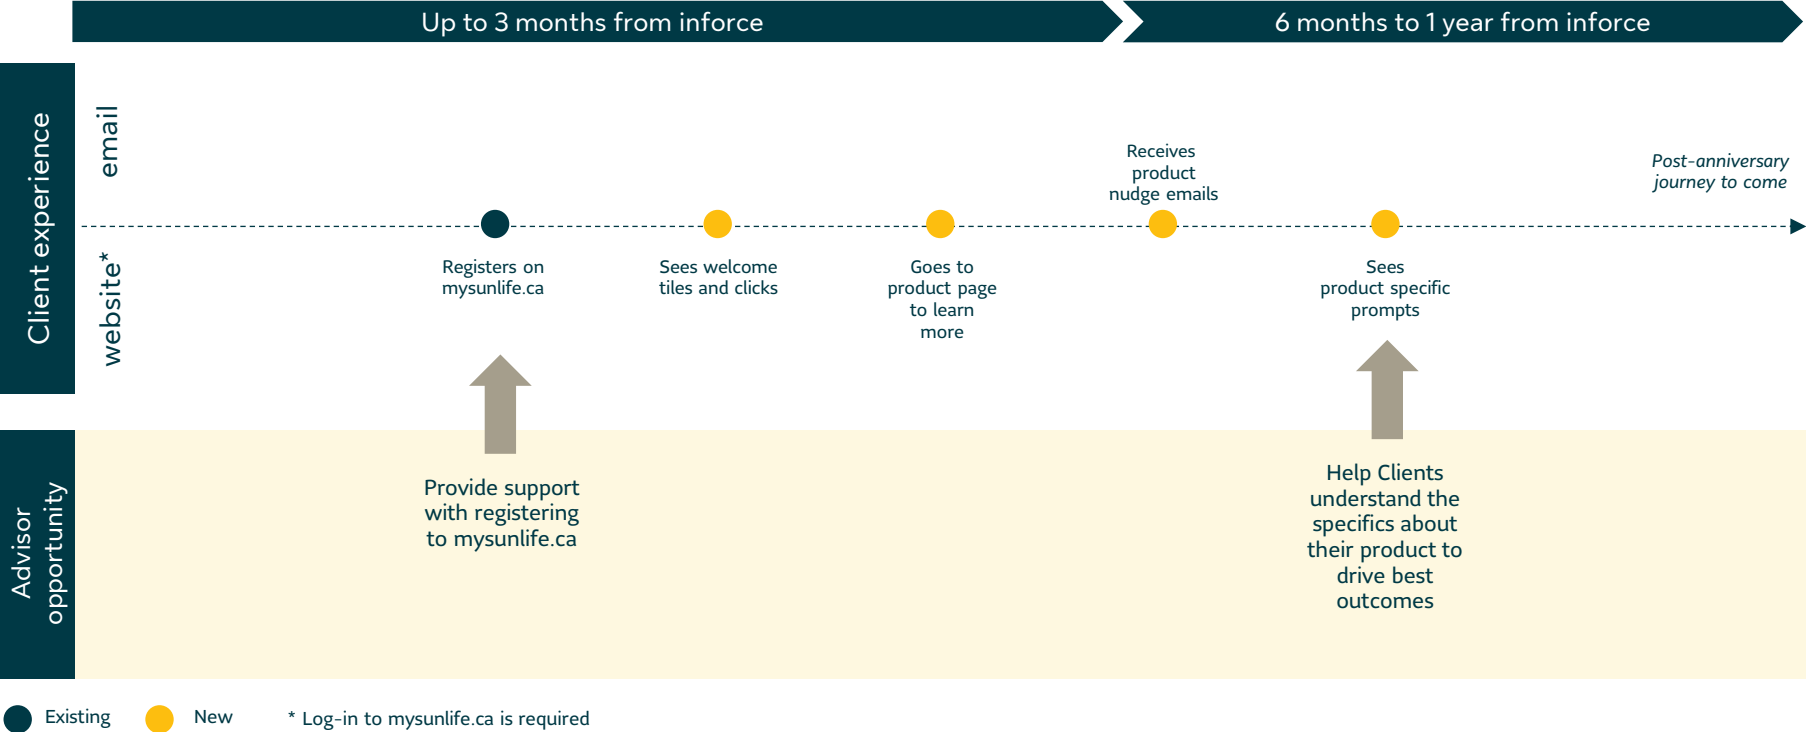 Up to 3 months from inforce
6 months to 1 year from inforce
Client experience
email
website*
Receives
product
nudge emails
Post-anniversary
journey to come
Registers on
mysunlife.ca
Sees welcome
tiles and clicks
Goes to
product page
to learn
more
Sees
product specific
prompts
Advisor
opportunity
Provide support
with registering
to mysunlife.ca
Help Clients
understand the
specifics about
their product to
drive best
outcomes
Existing
New
* Log-in to mysunlife.ca is required